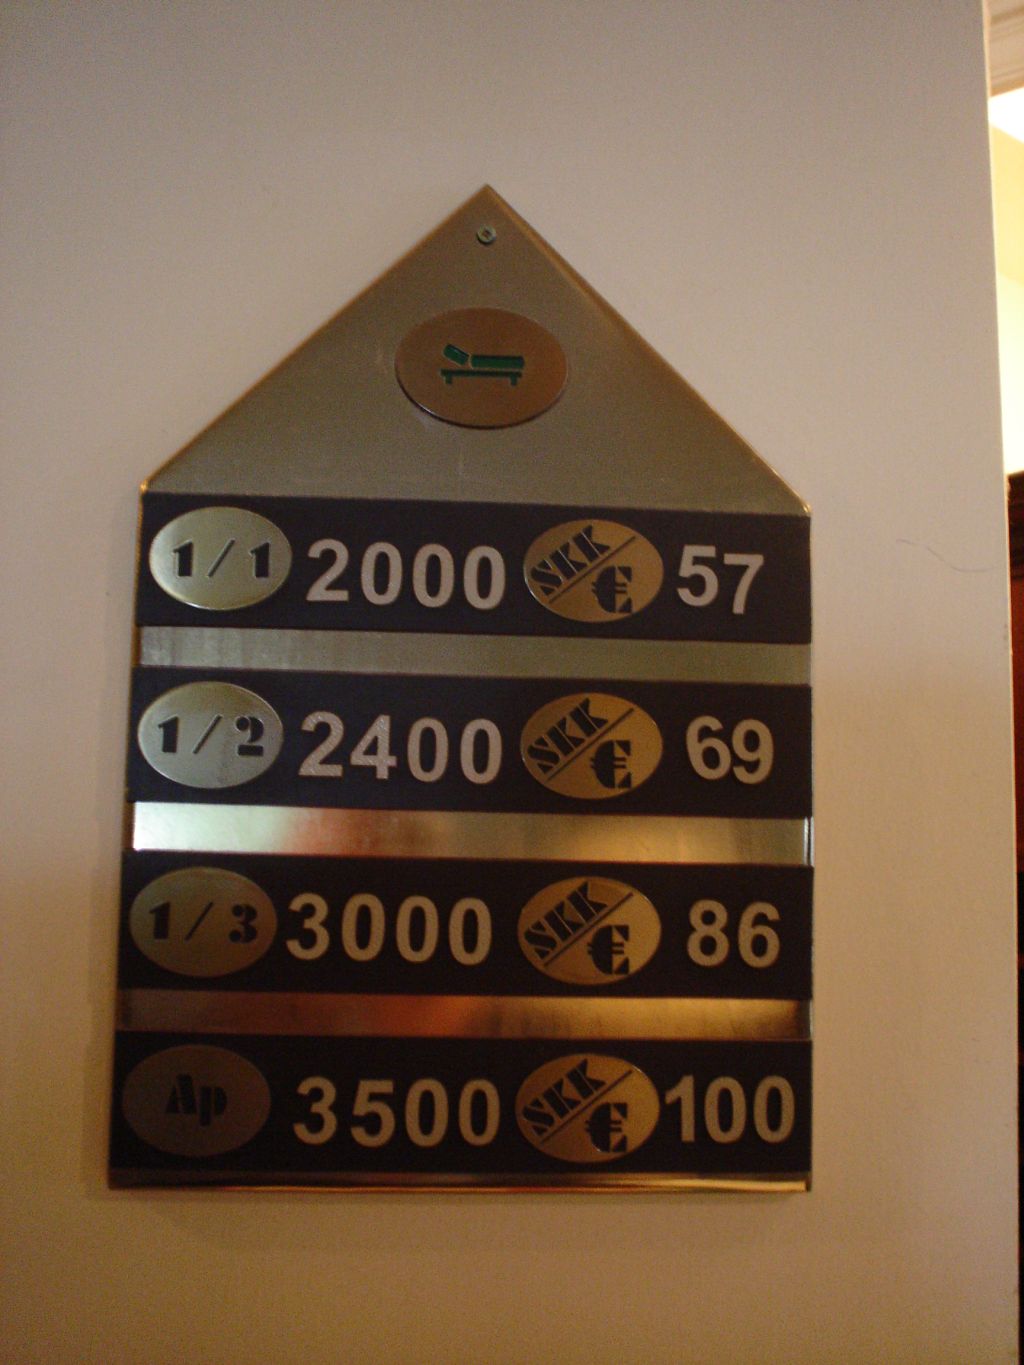 1/1 2000 SKK/€ 57
1/2 2400 SKK/€ 69
1/3 3000 SKK/€ 86
Ap 3500 SKK/€ 100